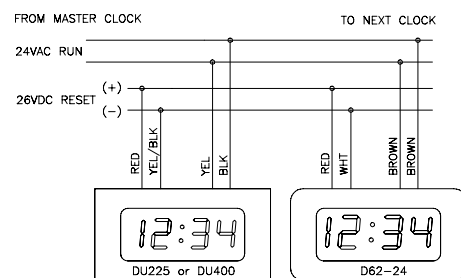 FROM MASTER CLOCK
TO NEXT CLOCK
24VAC RUN
(+)
26VDC RESET
(-)
RED
YEL/BLK
YEL
BLK
RED
WHT
BROWN
BROWN
12:34
12:34
DU225 or DU400
D62-24